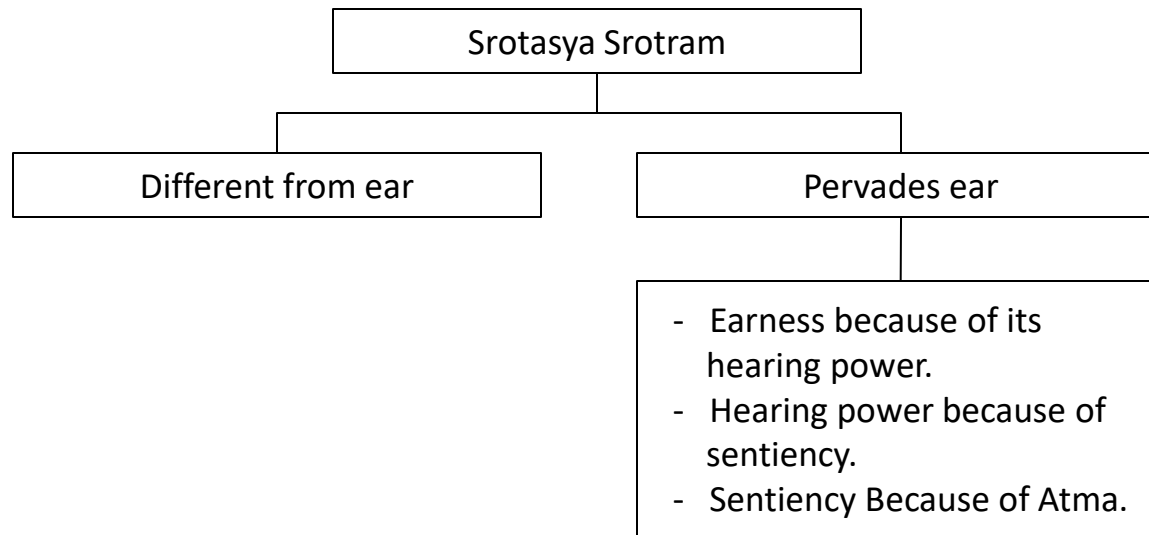 Srotasya Srotram
Different from ear
Pervades ear
- Earness because of its
hearing power.
- Hearing power because of
sentiency.
- Sentiency Because of Atma.